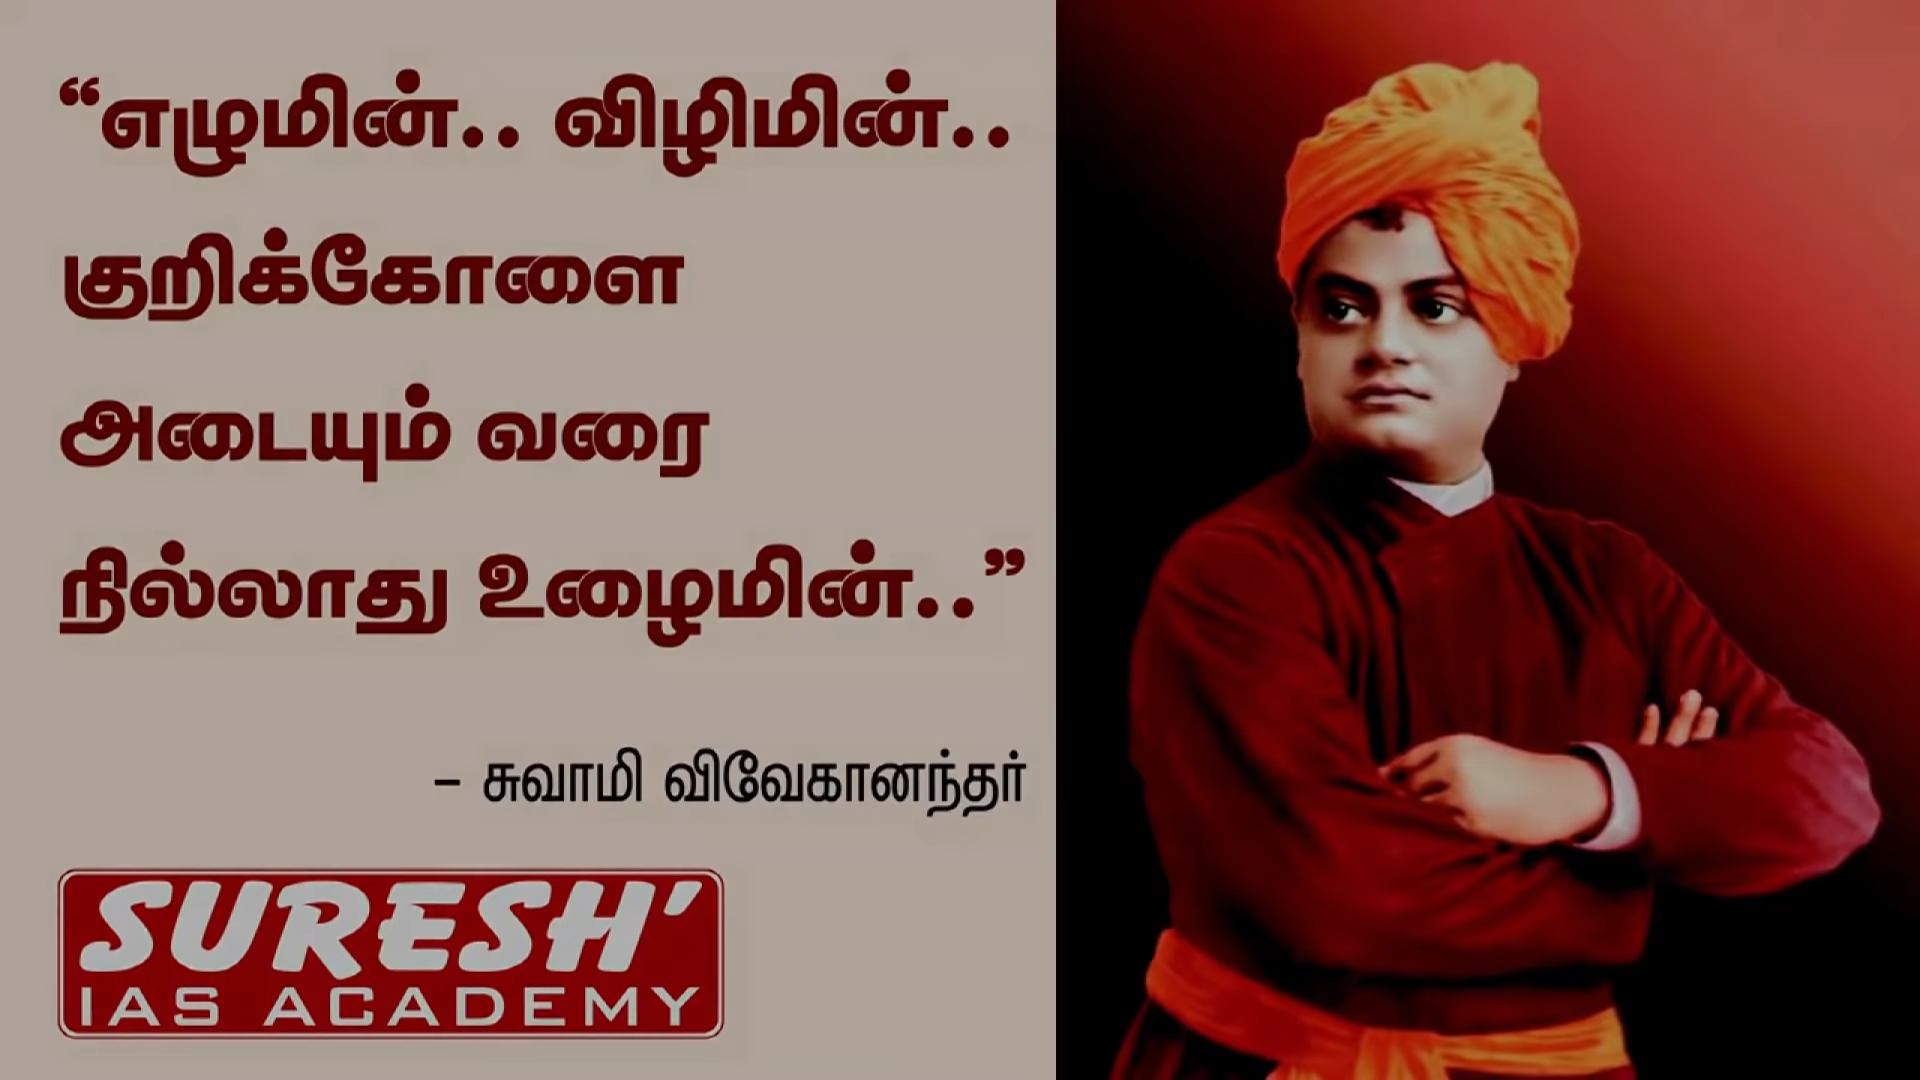 “எழுமின்.. விழிமின்..
குறிக்கோளை
அடையும் வரை
நில்லாது உழைமின்..”
– சுவாமி விவேகானந்தர்
SURESH’
IAS ACADEMY